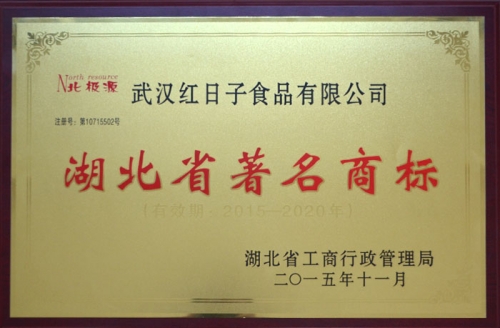 North resource
北极源
武汉红日子食品有限公司
注册号：第10715502号
湖北省著名商标
(有效期：2015—2020年)
湖北省工商行政管理局
二〇一五年十一月